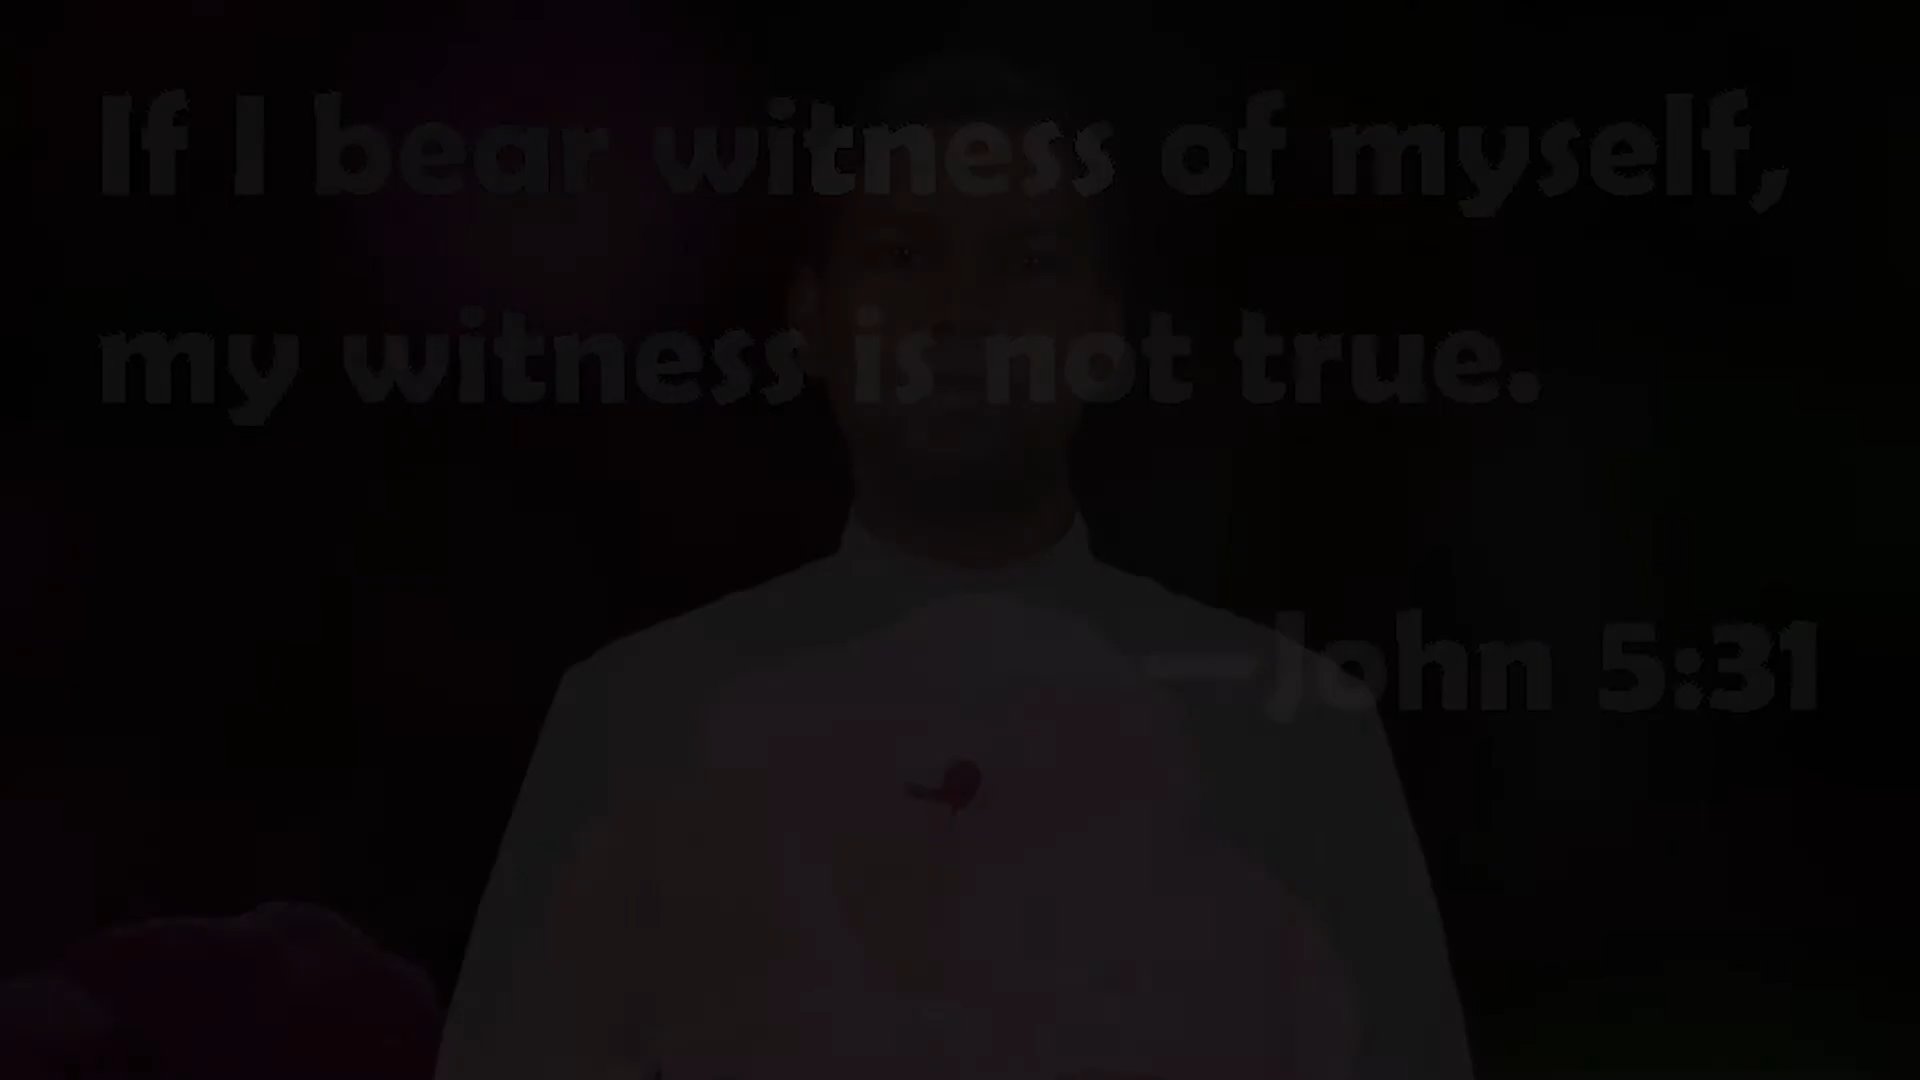 If I bear witness of myself,
my witness is not true.
—John 5:31